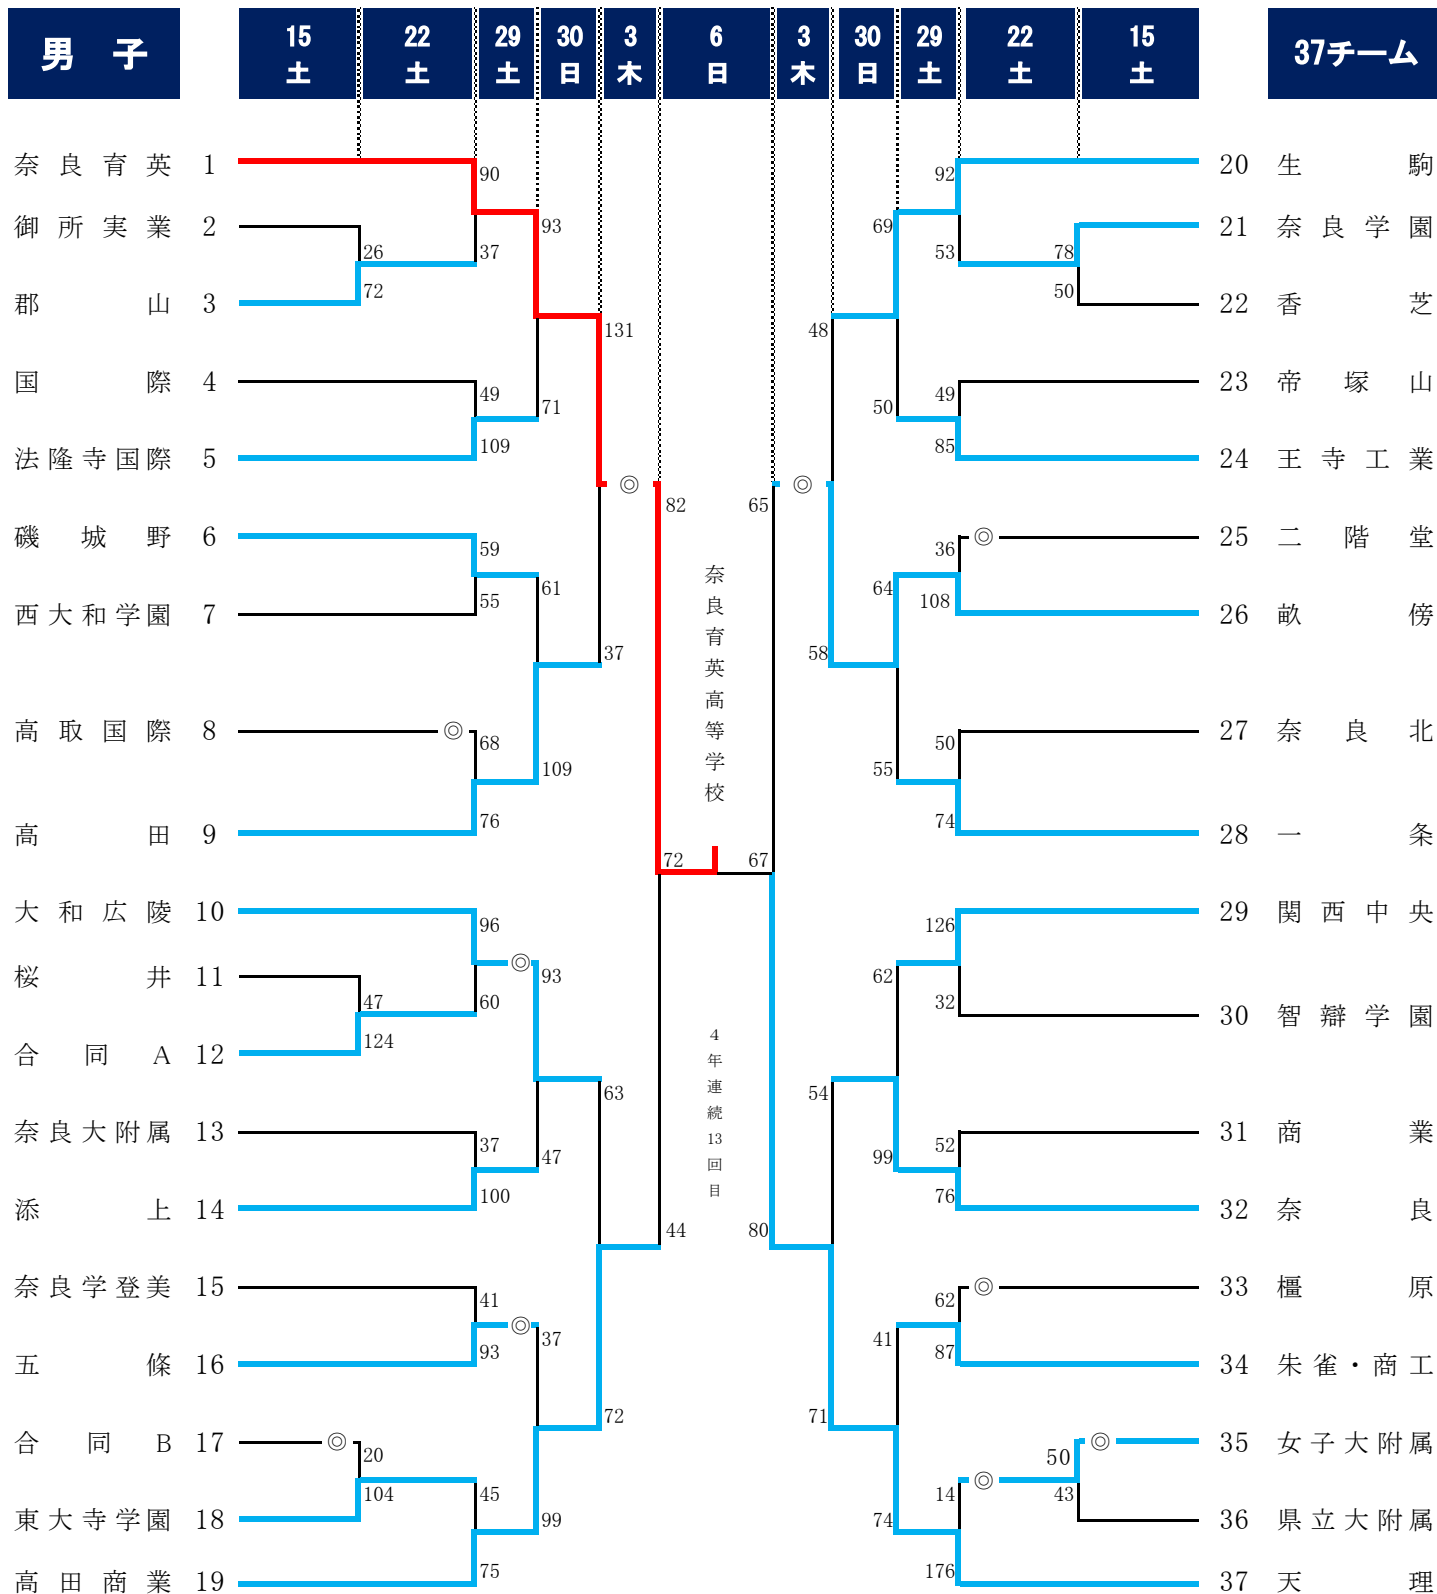 男 子 15 22 29 30 3 6 3 30 29 22 15 37チーム
土 土 土 日 木 日 木 日 土 土 土
奈良育英 1 90 92 20 生駒
御所実業 2 26 37 93 69 53 78 21 奈良学園
郡山 3 72 50 22 香芝
131 48
国際 4 49 71 50 49 23 帝塚山
法隆寺国際 5 109 85 24 王寺工業
◎ 82 65 ◎
磯城野 6 59 36 ◎ 25 二階堂
西大和学園 7 55 61 64 108 26 畝傍
奈良育英高等学校
37 58
高取国際 8 ◎ 68 50 27 奈良北
109 55
高田 9 76 74 28 一条
72 67
大和広陵 10 96 126 29 関西中央
◎ 93 62
桜井 11 47 60 32 30 智辯学園
合同A 12 124
4年連続13回目
63 54
奈良大附属 13 37 47 99 52 31 商業
添上 14 100 76 32 奈良
44 80
奈良学登美 15 41 62 ◎ 33 橿原
◎ 37 41
五條 16 93 87 34 朱雀・商工
72 71
合同B 17 ◎ 20 50 ◎ 35 女子大附属
104 45 14 ◎ 43
東大寺学園 18 99 74 36 県立大附属
高田商業 19 75 176 37 天理